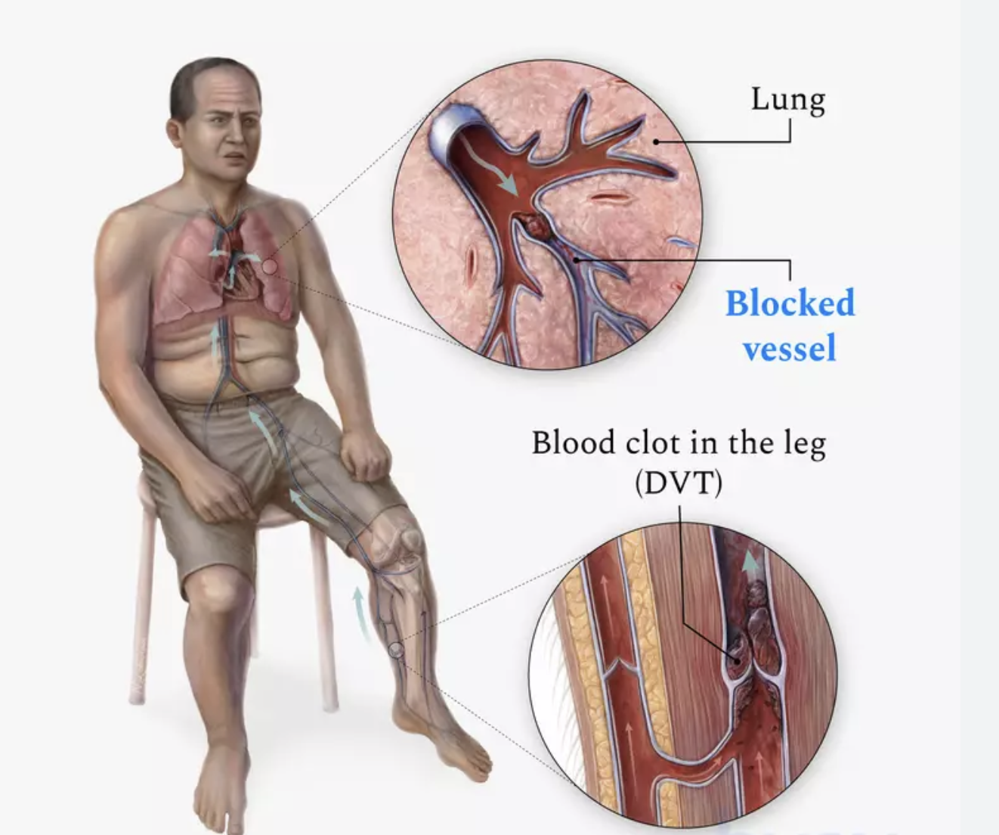 Lung
Blocked
vessel
Blood clot in the leg
(DVT)